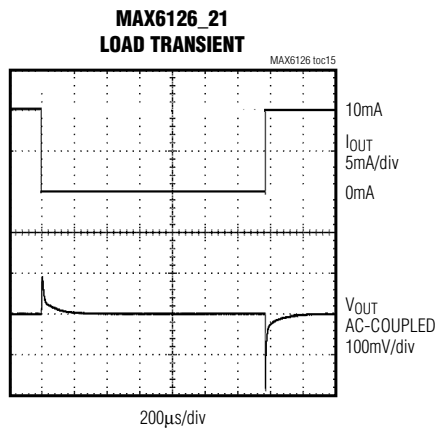 MAX6126_21
LOAD TRANSIENT
MAX6126 toc15
10mA
IOUT
5mA/div
0mA
VOUT
AC-COUPLED
100mV/div
200µs/div